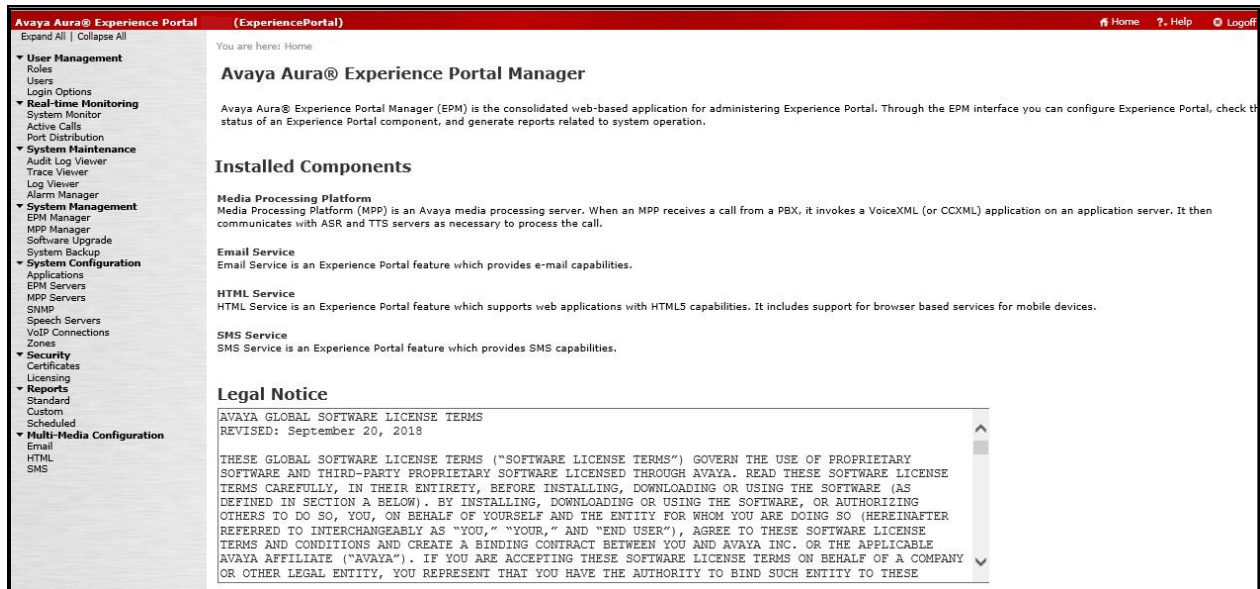 Avaya Aura® Experience Portal (ExperiencePortal) Home ?. Help Logoff
Expand All | Collapse All
▼ User Management
Roles
Users
Login Options
▼ Real-time Monitoring
System Monitor
Active Calls
Port Distribution
▼ System Maintenance
Audit Log Viewer
Trace Viewer
Log Viewer
Alarm Manager
▼ System Management
EPM Manager
MPP Manager
Software Upgrade
System Backup
▼ System Configuration
Applications
EPM Servers
MPP Servers
SNMP
Speech Servers
VoIP Connections
Zones
▼ Security
Certificates
Licensing
▼ Reports
Standard
Custom
Scheduled
▼ Multi-Media Configuration
Email
HTML
SMS
You are here: Home
Avaya Aura® Experience Portal Manager
Avaya Aura® Experience Portal Manager (EPM) is the consolidated web-based application for administering Experience Portal. Through the EPM interface you can configure Experience Portal, check th
status of an Experience Portal component, and generate reports related to system operation.
Installed Components
Media Processing Platform
Media Processing Platform (MPP) is an Avaya media processing server. When an MPP receives a call from a PBX, it invokes a VoiceXML (or CCXML) application on an application server. It then
communicates with ASR and TTS servers as necessary to process the call.
Email Service
Email Service is an Experience Portal feature which provides e-mail capabilities.
HTML Service
HTML Service is an Experience Portal feature which supports web applications with HTML5 capabilities. It includes support for browser based services for mobile devices.
SMS Service
SMS Service is an Experience Portal feature which provides SMS capabilities.
Legal Notice
AVAYA GLOBAL SOFTWARE LICENSE TERMS
REVISED: September 20, 2018
THESE GLOBAL SOFTWARE LICENSE TERMS (“SOFTWARE LICENSE TERMS”) GOVERN THE USE OF PROPRIETARY
SOFTWARE AND THIRD-PARTY PROPRIETARY SOFTWARE LICENSED THROUGH AVAYA. READ THESE SOFTWARE LICENSE
TERMS CAREFULLY, IN THEIR ENTIRETY, BEFORE INSTALLING, DOWNLOADING OR USING THE SOFTWARE (AS
DEFINED IN SECTION A BELOW). BY INSTALLING, DOWNLOADING OR USING THE SOFTWARE, OR AUTHORIZING
OTHERS TO DO SO, YOU, ON BEHALF OF YOURSELF AND THE ENTITY FOR WHOM YOU ARE DOING SO (HEREINAFTER
REFERRED TO INTERCHANGEABLY AS “YOU,” “YOUR,” AND “END USER”), AGREE TO THESE SOFTWARE LICENSE
TERMS AND CONDITIONS AND CREATE A BINDING CONTRACT BETWEEN YOU AND AVAYA INC. OR THE APPLICABLE
AVAYA AFFILIATE (“AVAYA”). IF YOU ARE ACCEPTING THESE SOFTWARE LICENSE TERMS ON BEHALF OF A COMPANY
OR OTHER LEGAL ENTITY, YOU REPRESENT THAT YOU HAVE THE AUTHORITY TO BIND SUCH ENTITY TO THESE